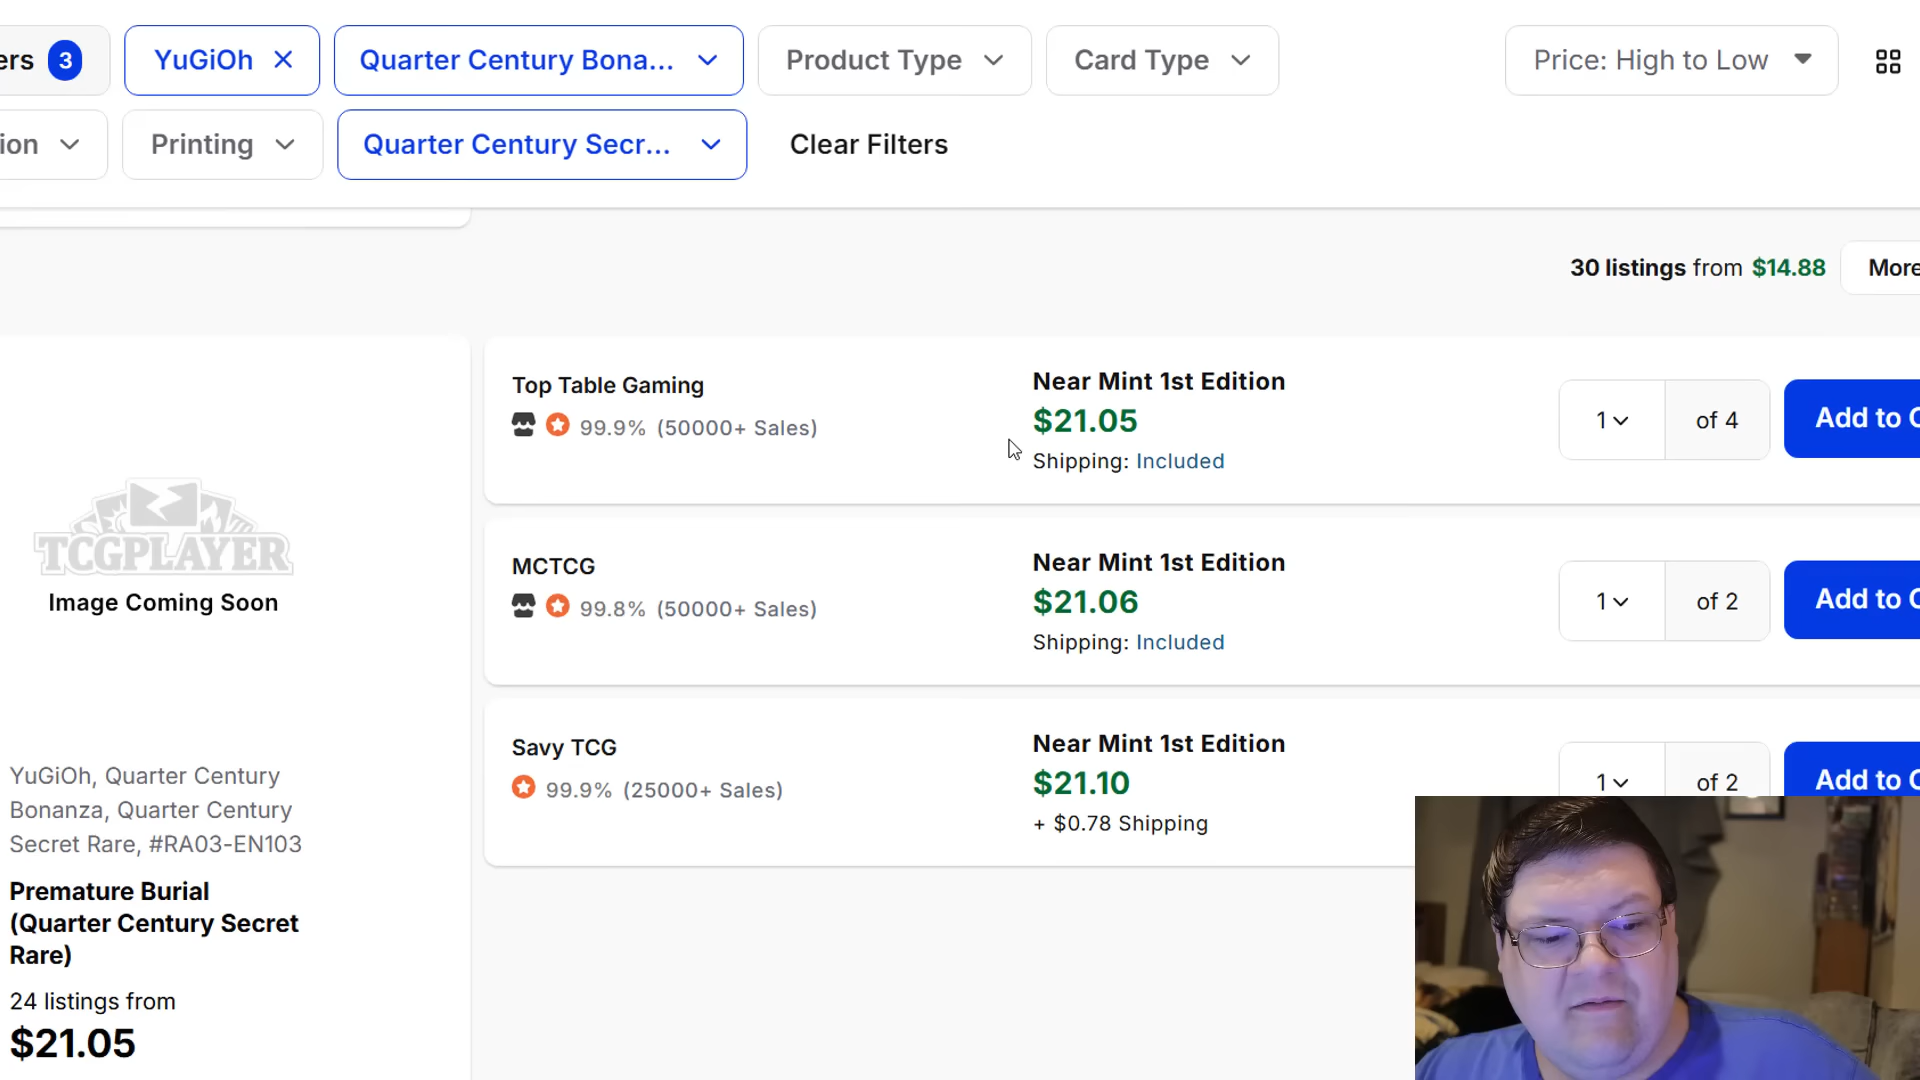 ers 3
YuGiOh
Quarter Century Bona...
Product Type
Card Type
Price: High to Low
ion
Printing
Quarter Century Secr...
Clear Filters
30 listings from $14.88
More
Top Table Gaming
99.9% (50000+ Sales)
Near Mint 1st Edition
$21.05
Shipping: Included
1
of 4
Add to C
MCTCG
99.8% (50000+ Sales)
Near Mint 1st Edition
$21.06
Shipping: Included
1
of 2
Add to C
Savy TCG
99.9% (25000+ Sales)
Near Mint 1st Edition
$21.10
+ $0.78 Shipping
1
of 2
Add to C
TCGPLAYER
Image Coming Soon
YuGiOh, Quarter Century
Bonanza, Quarter Century
Secret Rare, #RA03-EN103
Premature Burial
(Quarter Century Secret
Rare)
24 listings from
$21.05